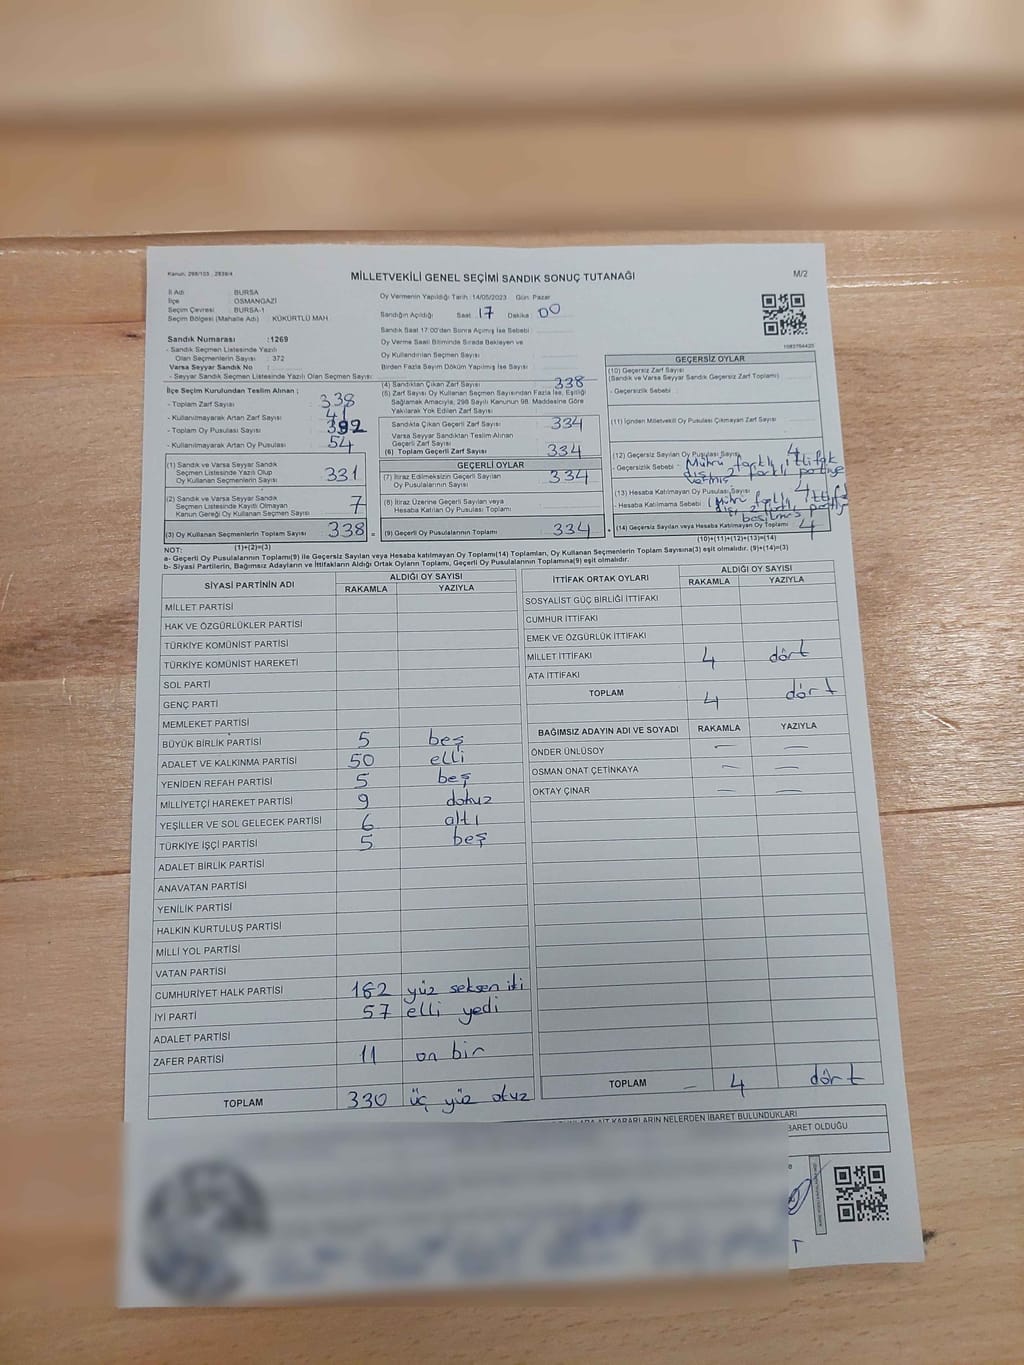 Kanun: 298/105 , 2839/4
MİLLETVEKİLİ GENEL SEÇİMİ SANDIK SONUÇ TUTANAĞI
M/2
İl Adı : BURSA
İlçe : OSMANGAZİ
Seçim Çevresi : BURSA-1
Seçim Bölgesi (Mahalle Adı) : KÜKÜRTLÜ MAH.
Sandık Numarası :1269
- Sandık Seçmen Listesinde Yazılı
Olan Seçmenlerin Sayısı : 372
Varsa Seyyar Sandık No :
- Seyyar Sandık Seçmen Listesinde Yazılı Olan Seçmen Sayısı:
Oy Vermenin Yapıldığı Tarih :14/05/2023 Gün: Pazar
Sandığın Açıldığı Saat : 17 Dakika : 00
Sandık Saat 17:00'den Sonra Açılmış İse Sebebi :
Oy Verme Saati Bitiminde Sırada Bekleyen ve
Oy Kullandırılan Seçmen Sayısı :
Birden Fazla Sayım Döküm Yapılmış İse Sayısı :
İlçe Seçim Kurulundan Teslim Alınan ;
- Toplam Zarf Sayısı : 338
- Kullanılmayarak Artan Zarf Sayısı : 41
- Toplam Oy Pusulası Sayısı : 392
- Kullanılmayarak Artan Oy Pusulası : 54
(1) Sandık ve Varsa Seyyar Sandık
Seçmen Listesinde Yazılı Olup
Oy Kullanan Seçmenlerin Sayısı : 331
(2) Sandık ve Varsa Seyyar Sandık
Seçmen Listesinde Kayıtlı Olmayan
Kanun Gereği Oy Kullanan Seçmen Sayısı : 7
(3) Oy Kullanan Seçmenlerin Toplam Sayısı : 338 =
(1)+(2)=(3)
(4) Sandıktan Çıkan Zarf Sayısı : 338
(5) Zarf Sayısı Oy Kullanan Seçmen Sayısından Fazla İse, Eşitliği
Sağlamak Amacıyla, 298 Sayılı Kanunun 98. Maddesine Göre
Yakılarak Yok Edilen Zarf Sayısı :
Sandıkta Çıkan Geçerli Zarf Sayısı : 334
Varsa Seyyar Sandıktan Teslim Alınan
Geçerli Zarf Sayısı
(6) Toplam Geçerli Zarf Sayısı : 334
GEÇERLİ OYLAR
(7) İtiraz Edilmeksizin Geçerli Sayılan
Oy Pusulalarının Sayısı : 334
(8) İtiraz Üzerine Geçerli Sayılan veya
Hesaba Katılan Oy Pusulası Toplamı :
(9) Geçerli Oy Pusulalarının Toplamı : 334 +
1083784425
GEÇERSİZ OYLAR
(10) Geçersiz Zarf Sayısı
(Sandık ve Varsa Seyyar Sandık Geçersiz Zarf Toplamı)
- Geçersizlik Sebebi :
(11) İçinden Milletvekili Oy Pusulası Çıkmayan Zarf Sayısı :
(12) Geçersiz Sayılan Oy Pusulası Sayısı : 4
- Geçersizlik Sebebi : Mührü farklı, ittifak
dışı 2 farklı partiye
vermiş
(13) Hesaba Katılmayan Oy Pusulası Sayısı : 4
- Hesaba Katılmama Sebebi :
(14) Geçersiz Sayılan veya Hesaba Katılmayan Oy Toplamı : 4
(10)+(11)+(12)+(13)=(14)
NOT:
a- Geçerli Oy Pusulalarının Toplamı(9) ile Geçersiz Sayılan veya Hesaba katılmayan Oy Toplamı(14) Toplamları, Oy Kullanan Seçmenlerin Toplam Sayısına(3) eşit olmalıdır. (9)+(14)=(3)
b- Siyasi Partilerin, Bağımsız Adayların ve İttifakların Aldığı Ortak Oyların Toplamı, Geçerli Oy Pusulalarının Toplamına(9) eşit olmalıdır.
SİYASİ PARTİNİN ADI ALDIĞI OY SAYISI
RAKAMLA YAZIYLA
MİLLET PARTİSİ
HAK VE ÖZGÜRLÜKLER PARTİSİ
TÜRKİYE KOMÜNİST PARTİSİ
TÜRKİYE KOMÜNİST HAREKETİ
SOL PARTİ
GENÇ PARTİ
MEMLEKET PARTİSİ
BÜYÜK BİRLİK PARTİSİ 5 beş
ADALET VE KALKINMA PARTİSİ 50 elli
YENİDEN REFAH PARTİSİ 5 beş
MİLLİYETÇİ HAREKET PARTİSİ 9 dokuz
YEŞİLLER VE SOL GELECEK PARTİSİ 6 altı
TÜRKİYE İŞÇİ PARTİSİ 5 beş
ADALET BİRLİK PARTİSİ
ANAVATAN PARTİSİ
YENİLİK PARTİSİ
HALKIN KURTULUŞ PARTİSİ
MİLLİ YOL PARTİSİ
VATAN PARTİSİ
CUMHURİYET HALK PARTİSİ 182 yüz seksen iki
İYİ PARTİ 57 elli yedi
ADALET PARTİSİ
ZAFER PARTİSİ 11 on bir
TOPLAM 330 üç yüz otuz
İTTİFAK ORTAK OYLARI ALDIĞI OY SAYISI
RAKAMLA YAZIYLA
SOSYALİST GÜÇ BİRLİĞİ İTTİFAKI
CUMHUR İTTİFAKI
EMEK VE ÖZGÜRLÜK İTTİFAKI
MİLLET İTTİFAKI 4 dört
ATA İTTİFAKI
TOPLAM 4 dört
BAĞIMSIZ ADAYIN ADI VE SOYADI RAKAMLA YAZIYLA
ÖNDER ÜNLÜSOY — —
OSMAN ONAT ÇETİNKAYA — —
OKTAY ÇINAR — —
TOPLAM — 4 dört
KARARLARIN NELERDEN İBARET BULUNDUKLARI
BARET OLDUĞU
T